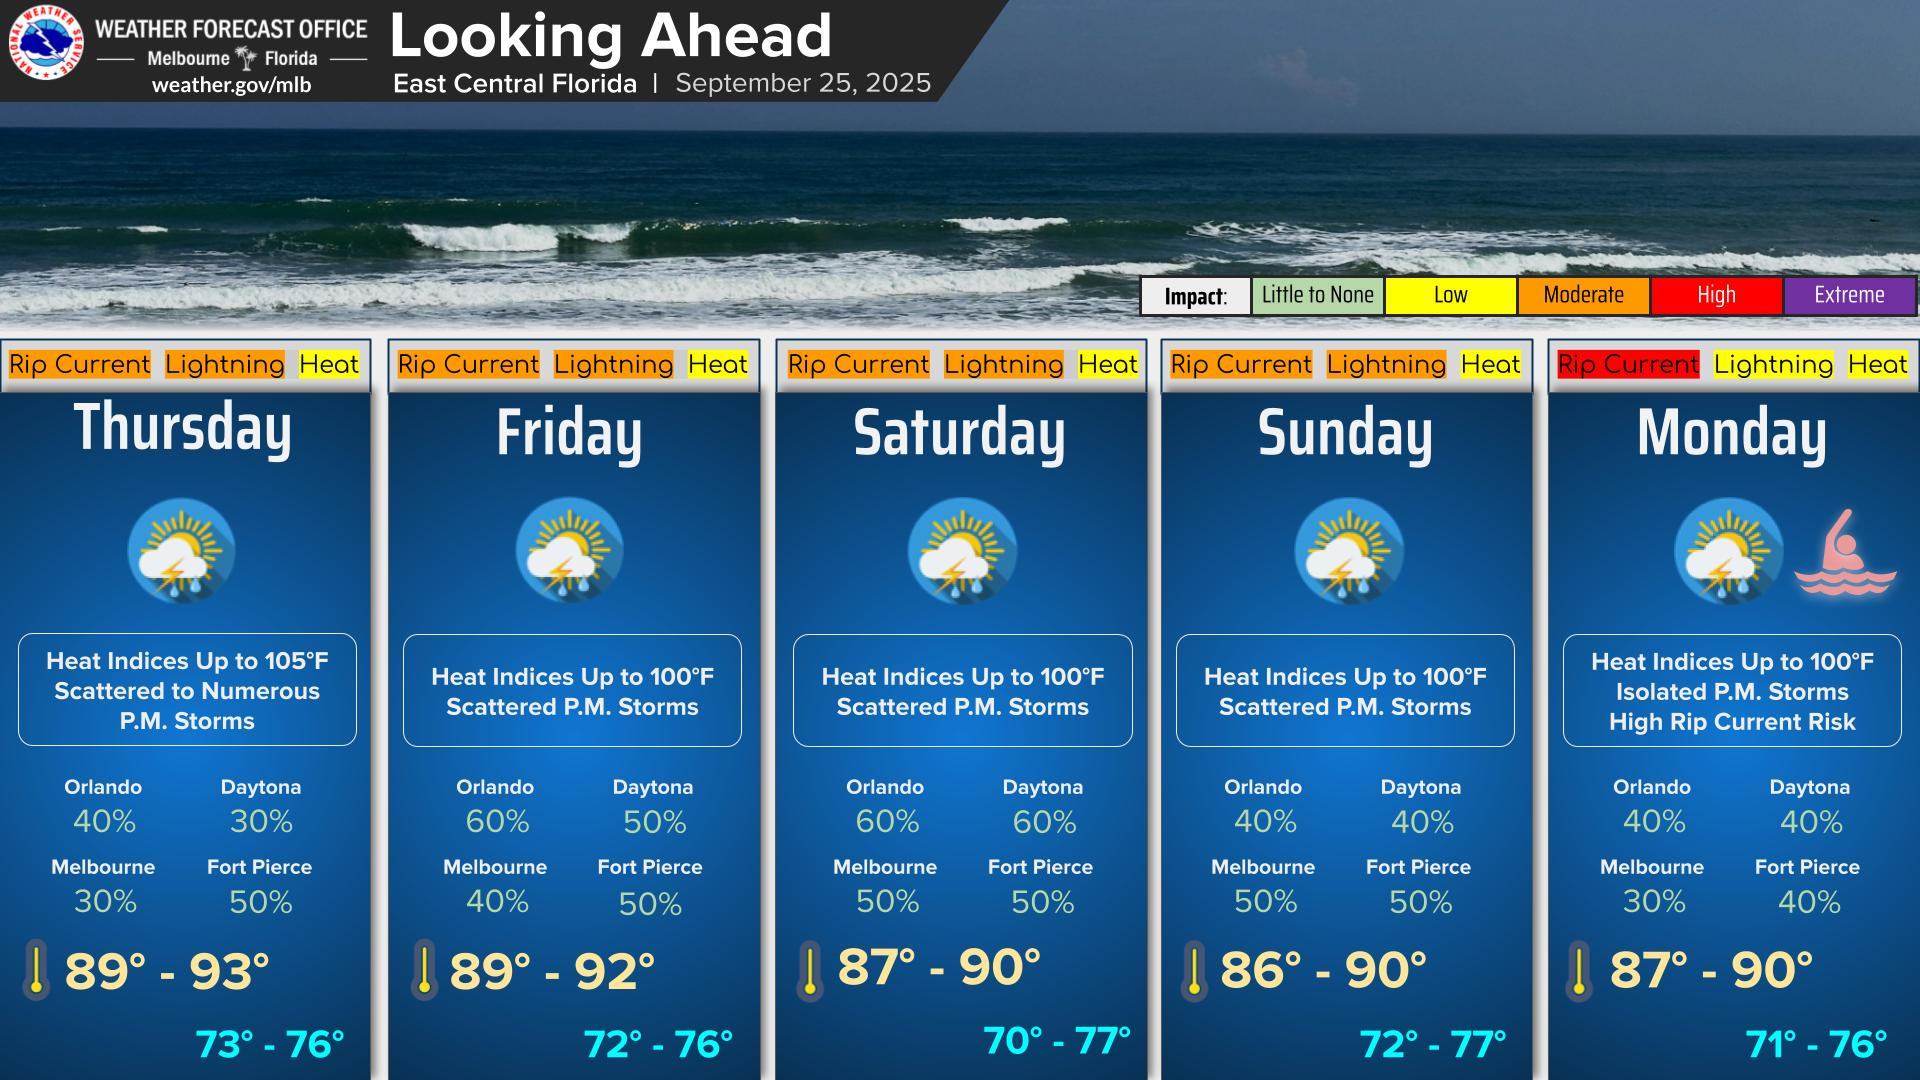 NATIONAL WEATHER SERVICE
WEATHER FORECAST OFFICE
Melbourne Florida
weather.gov/mlb
Looking Ahead
East Central Florida | September 25, 2025
Impact: Little to None Low Moderate High Extreme
Rip Current Lightning Heat
Thursday
Heat Indices Up to 105°F
Scattered to Numerous
P.M. Storms
Orlando Daytona
40% 30%
Melbourne Fort Pierce
30% 50%
89° - 93°
73° - 76°
Rip Current Lightning Heat
Friday
Heat Indices Up to 100°F
Scattered P.M. Storms
Orlando Daytona
60% 50%
Melbourne Fort Pierce
40% 50%
89° - 92°
72° - 76°
Rip Current Lightning Heat
Saturday
Heat Indices Up to 100°F
Scattered P.M. Storms
Orlando Daytona
60% 60%
Melbourne Fort Pierce
50% 50%
87° - 90°
70° - 77°
Rip Current Lightning Heat
Sunday
Heat Indices Up to 100°F
Scattered P.M. Storms
Orlando Daytona
40% 40%
Melbourne Fort Pierce
50% 50%
86° - 90°
72° - 77°
Rip Current Lightning Heat
Monday
Heat Indices Up to 100°F
Isolated P.M. Storms
High Rip Current Risk
Orlando Daytona
40% 40%
Melbourne Fort Pierce
30% 40%
87° - 90°
71° - 76°